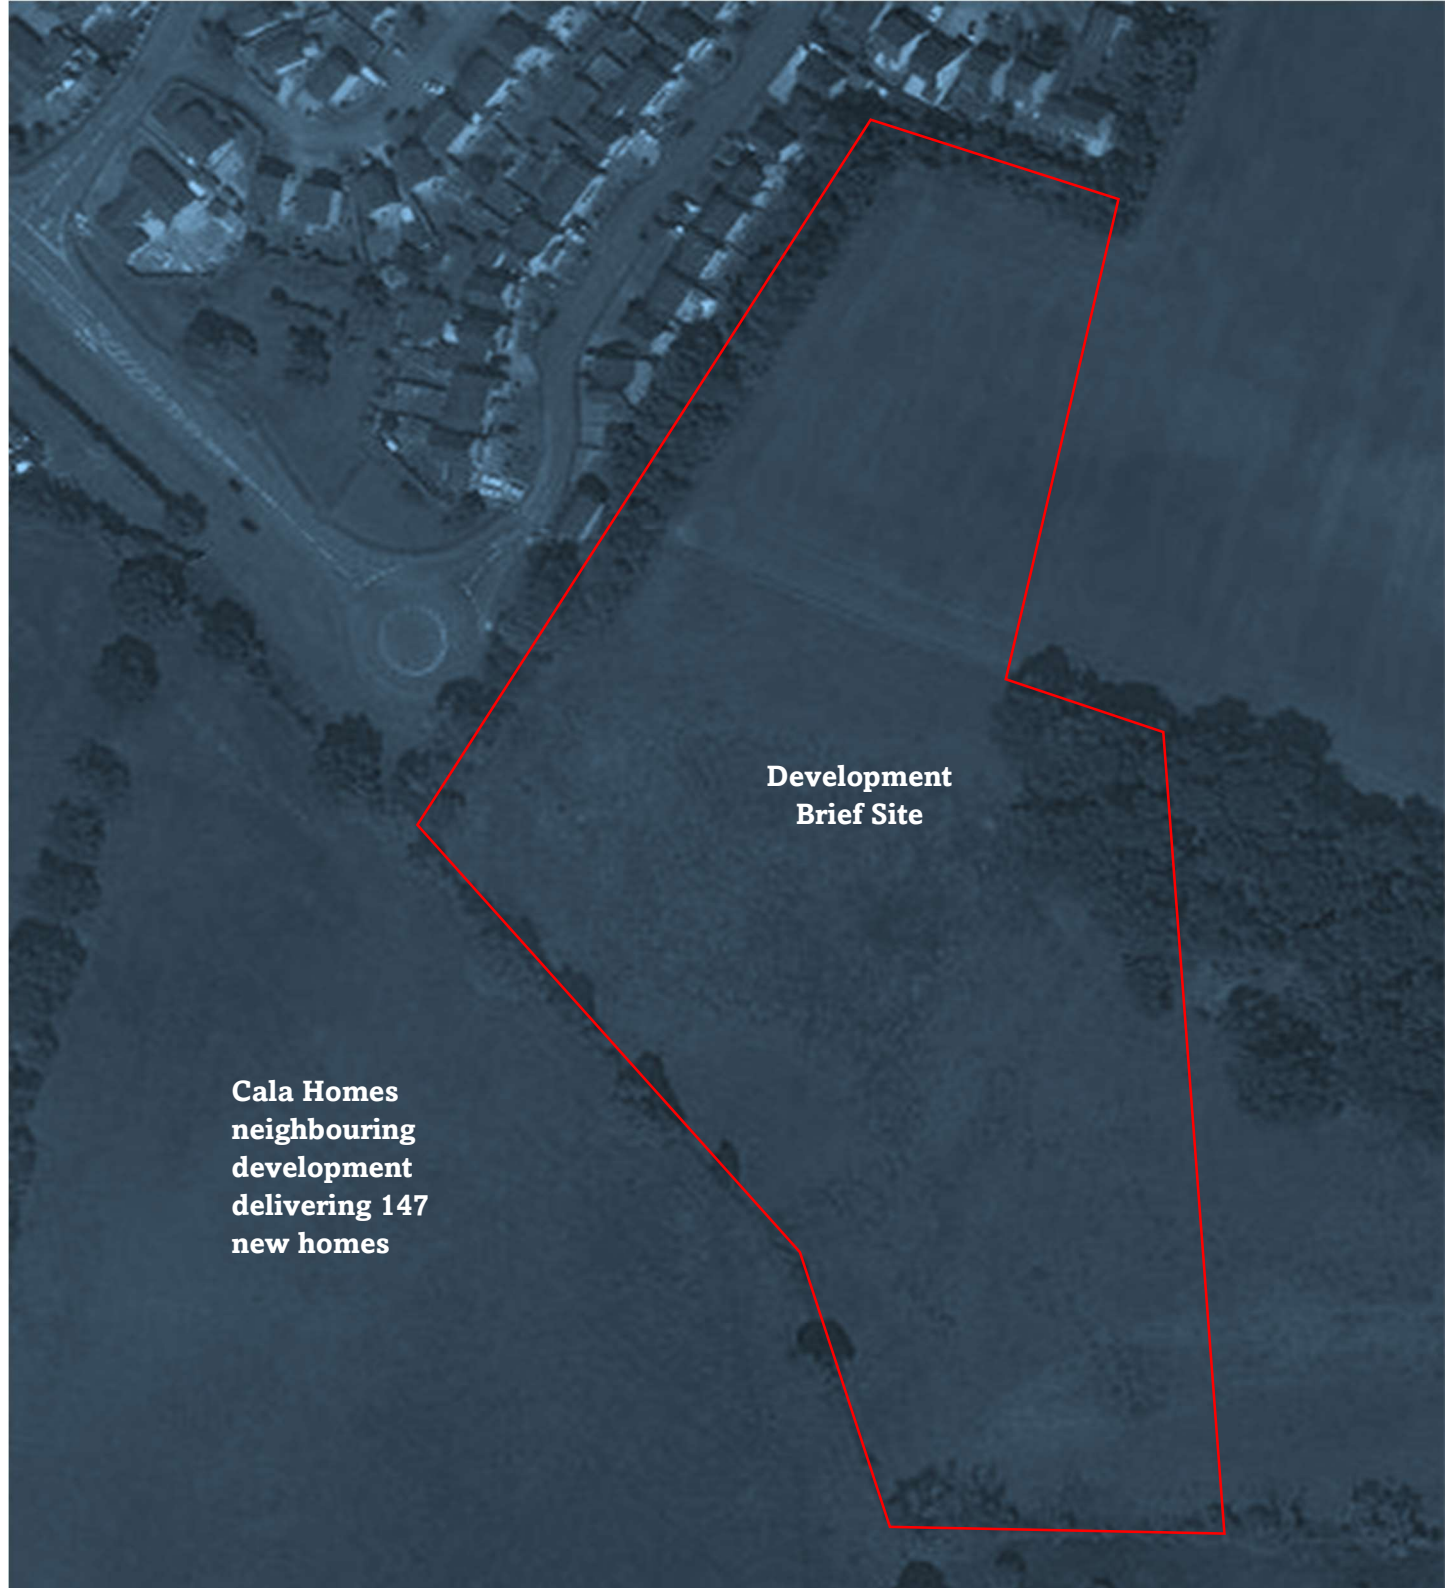 Development
Brief Site
Cala Homes
neighbouring
development
delivering 147
new homes